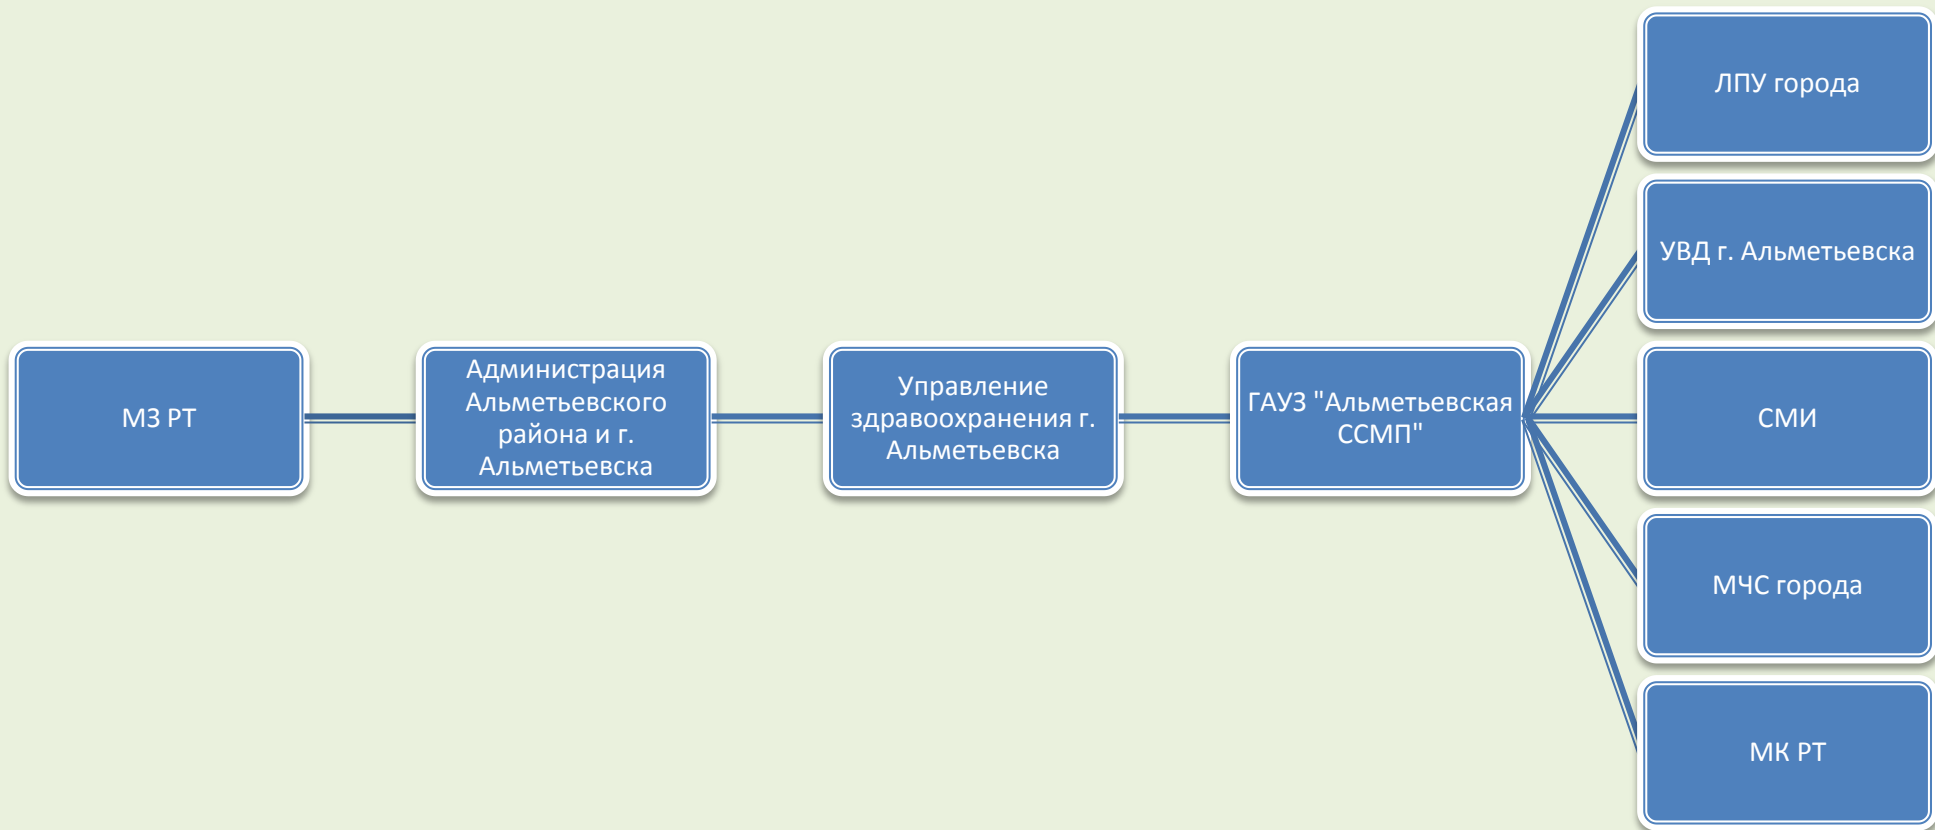 МЗ РТ
Администрация
Альметьевского
района и г.
Альметьевска
Управление
здравоохранения г.
Альметьевска
ГАУЗ "Альметьевская
ССМП"
ЛПУ города
УВД г. Альметьевска
СМИ
МЧС города
МК РТ